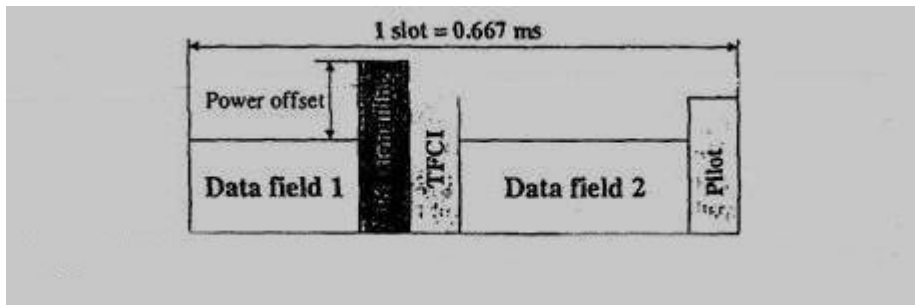 1 slot = 0.667 ms
Power offset
Data field 1
TFCI
Data field 2
Pilot